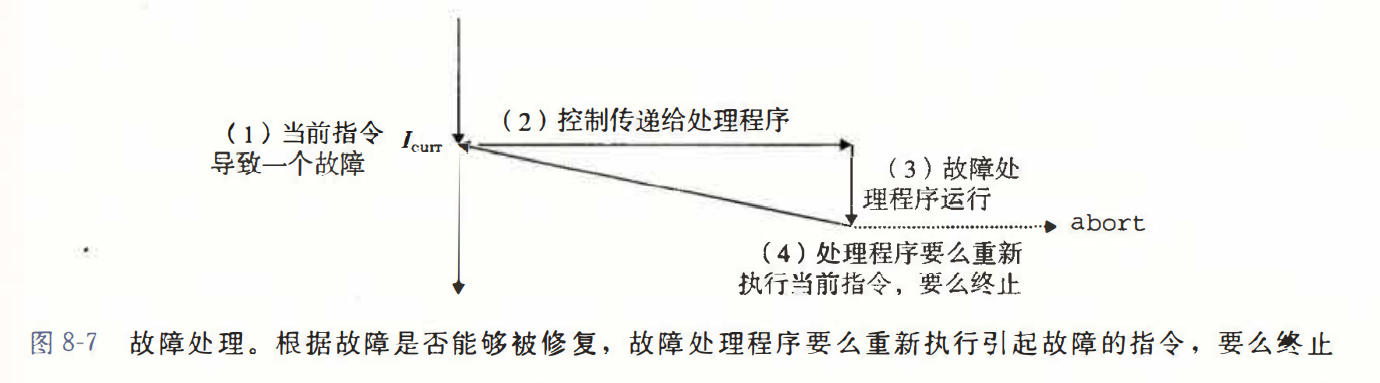 (2)控制传递给处理程序
(1)当前指令
导致一个故障
Icurr
(3)故障处
理程序运行
abort
(4)处理程序要么重新
执行当前指令,要么终止
图 8-7 故障处理。根据故障是否能够被修复,故障处理程序要么重新执行引起故障的指令,要么终止